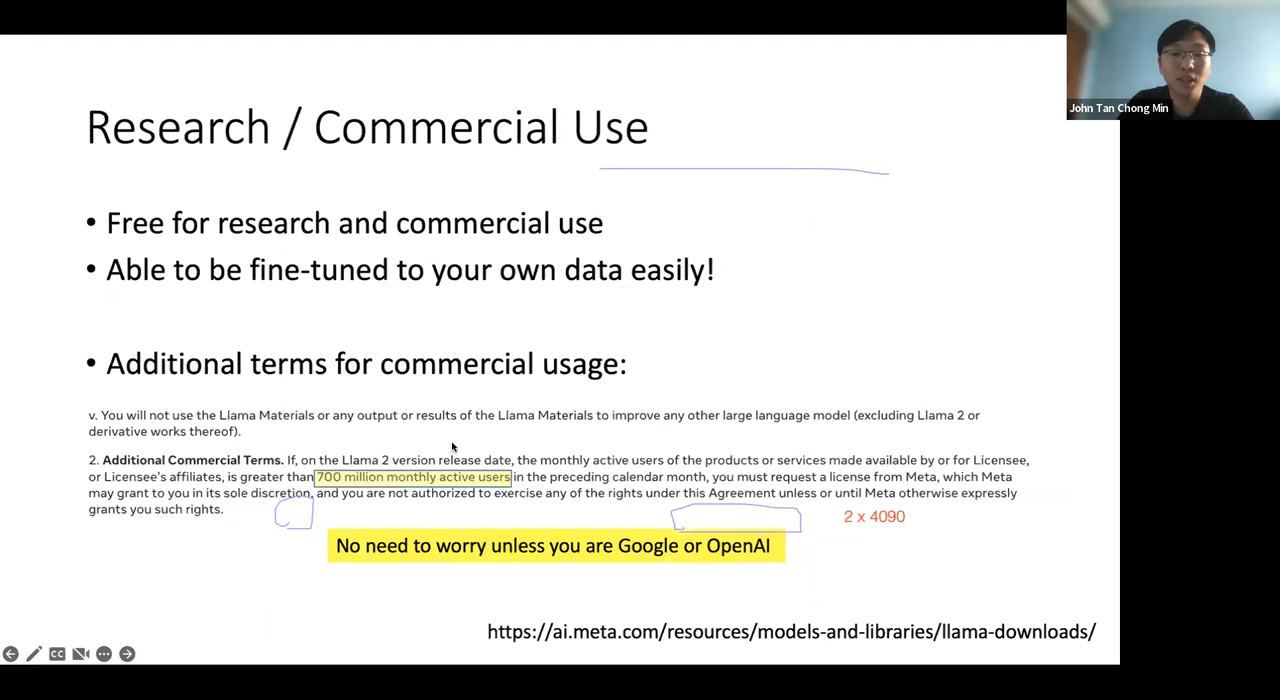 John Tan Chong Min
Research / Commercial Use
• Free for research and commercial use
• Able to be fine-tuned to your own data easily!
• Additional terms for commercial usage:
v. You will not use the Llama Materials or any output or results of the Llama Materials to improve any other large language model (excluding Llama 2 or
derivative works thereof).
2. Additional Commercial Terms. If, on the Llama 2 version release date, the monthly active users of the products or services made available by or for Licensee,
or Licensee's affiliates, is greater than 700 million monthly active users in the preceding calendar month, you must request a license from Meta, which Meta
may grant to you in its sole discretion, and you are not authorized to exercise any of the rights under this Agreement unless or until Meta otherwise expressly
grants you such rights.
2 x 4090
No need to worry unless you are Google or OpenAI
https://ai.meta.com/resources/models-and-libraries/llama-downloads/
CC